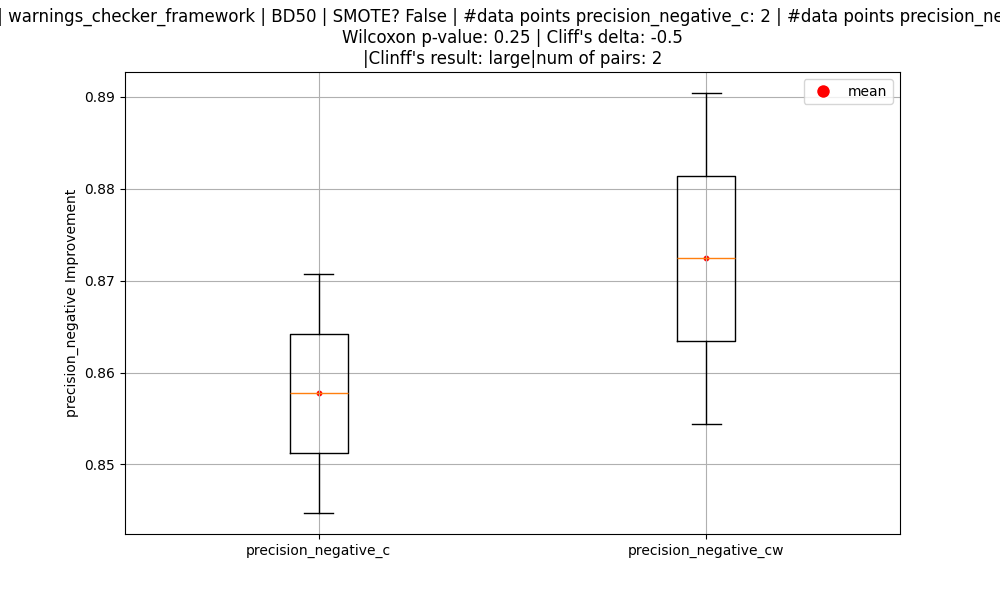 | warnings_checker_framework | BD50 | SMOTE? False | #data points precision_negative_c: 2 | #data points
Wilcoxon p-value: 0.25 | Cliff's delta: -0.5
|Clinff's result: large|num of pairs: 2
mean
0.89
0.88
0.87
0.86
0.85
precision_negative Improvement
precision_negative_c
precision_negative_cw